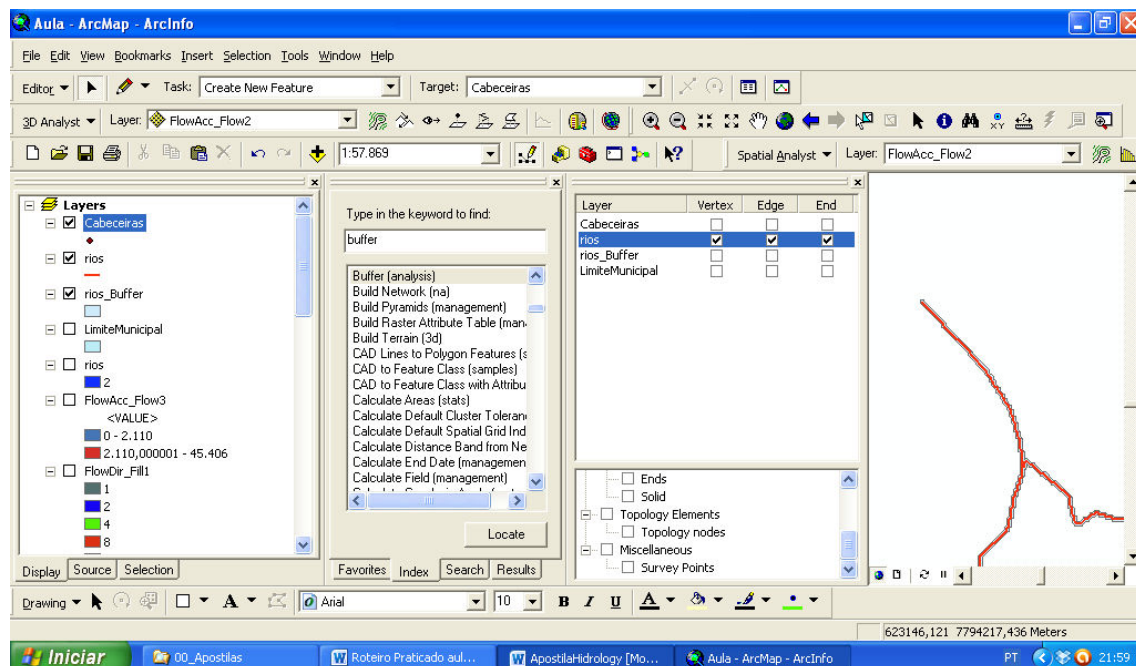 Aula - ArcMap - ArcInfo
File Edit View Bookmarks Insert Selection Tools Window Help
Editor Task: Create New Feature Target: Cabeceiras
3D Analyst Layer: FlowAcc_Flow2
1:57.869 Spatial Analyst Layer: FlowAcc_Flow2
Layers
Cabeceiras
rios
rios_Buffer
LimiteMunicipal
rios
2
FlowAcc_Flow3
<VALUE>
0 - 2.110
2.110,000001 - 45.406
FlowDir_Fill1
1
2
4
8
Display Source Selection
Type in the keyword to find:
buffer
Buffer (analysis)
Build Network (na)
Build Pyramids (management)
Build Raster Attribute Table (man
Build Terrain (3d)
CAD Lines to Polygon Features (s
CAD to Feature Class (samples)
CAD to Feature Class with Attribu
Calculate Areas (stats)
Calculate Default Cluster Toleran
Calculate Default Spatial Grid Ind
Calculate Distance Band from Ne
Calculate End Date (managemen
Calculate Field (management)
Locate
Favorites Index Search Results
Layer Vertex Edge End
Cabeceiras
rios
rios_Buffer
LimiteMunicipal
Ends
Solid
Topology Elements
Topology nodes
Miscellaneous
Survey Points
Drawing A Arial 10 B I U A
623146,121 7794217,436 Meters
Iniciar 00_Apostilas Roteiro Praticado aul... ApostilaHidrology [Mo... Aula - ArcMap - ArcInfo PT 21:59